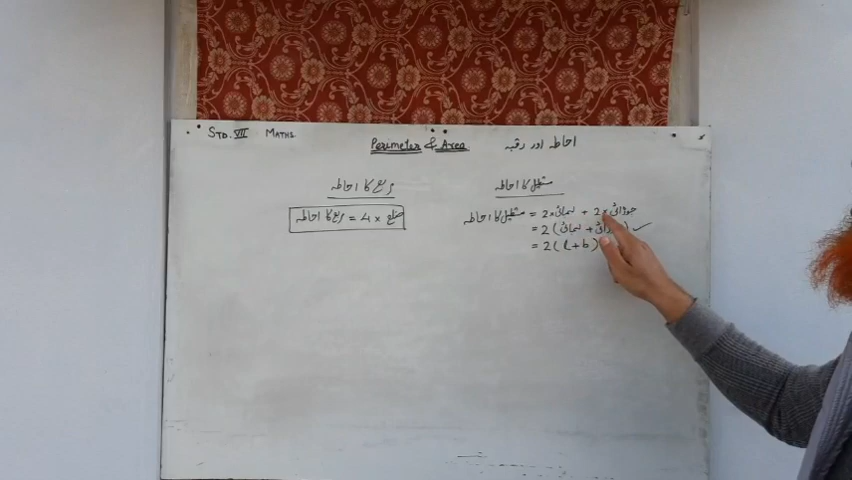 STD. VII MATHS
Perimeter & Area احاطہ اور رقبہ
مستطیل کا احاطہ
مستطیل کا احاطہ = 2 x لمبائی + 2 x چوڑائی
= 2 ( لمبائی + چوڑائی )
= 2 ( l + b )
مربع کا احاطہ
مربع کا احاطہ = 4 x ضلع